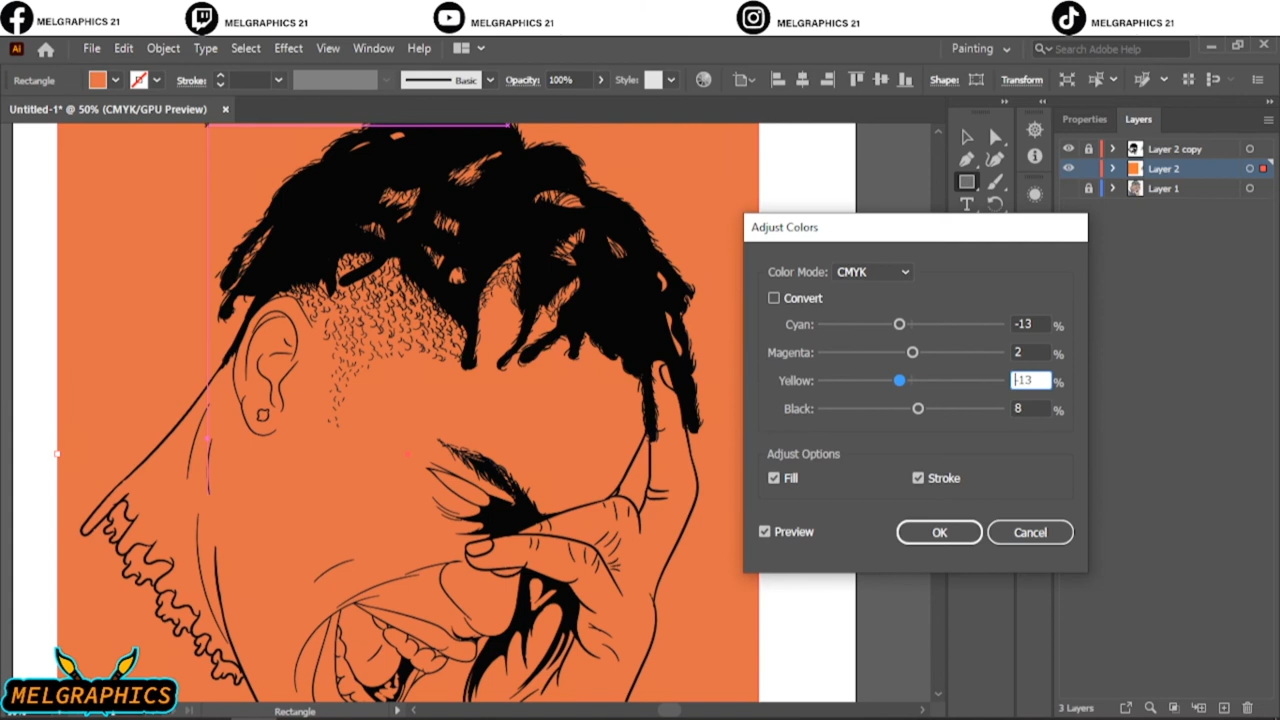 MELGRAPHICS 21 MELGRAPHICS 21 MELGRAPHICS 21 MELGRAPHICS 21 MELGRAPHICS 21
Ai File Edit Object Type Select Effect View Window Help Painting Search Adobe Help
Rectangle Stroke: Basic Opacity: 100% Style: Shape: Transform
Untitled-1* @ 50% (CMYK/GPU Preview) ×
Properties Layers
Layer 2 copy
Layer 2
Layer 1
Adjust Colors
Color Mode: CMYK
Convert
Cyan: -13 %
Magenta: 2 %
Yellow: -13 %
Black: 8 %
Adjust Options
Fill Stroke
Preview OK Cancel
MELGRAPHICS
Rectangle
3 Layers